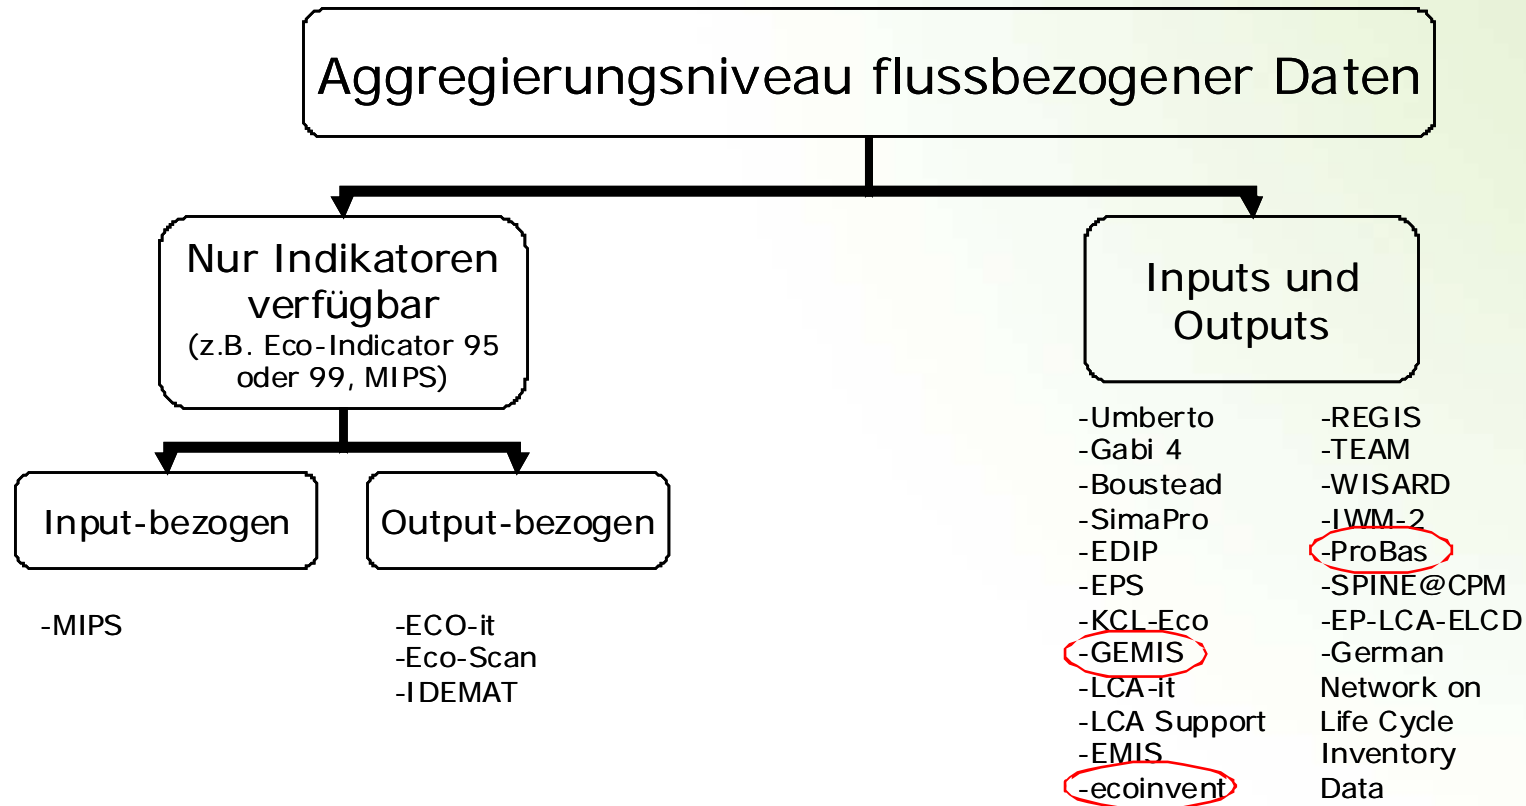 Aggregierungsniveau flussbezogener Daten
Nur Indikatoren
verfügbar
(z.B. Eco-Indicator 95
oder 99, MIPS)
Input-bezogen
-MIPS
Output-bezogen
-ECO-it
-Eco-Scan
-IDEMAT
Inputs und
Outputs
-Umberto
-Gabi 4
-Boustead
-SimaPro
-EDIP
-EPS
-KCL-Eco
-GEMIS
-LCA-it
-LCA Support
-EMIS
-ecoinvent
-REGIS
-TEAM
-WISARD
-IWM-2
-ProBas
-SPINE@CPM
-EP-LCA-ELCD
-German
Network on
Life Cycle
Inventory
Data